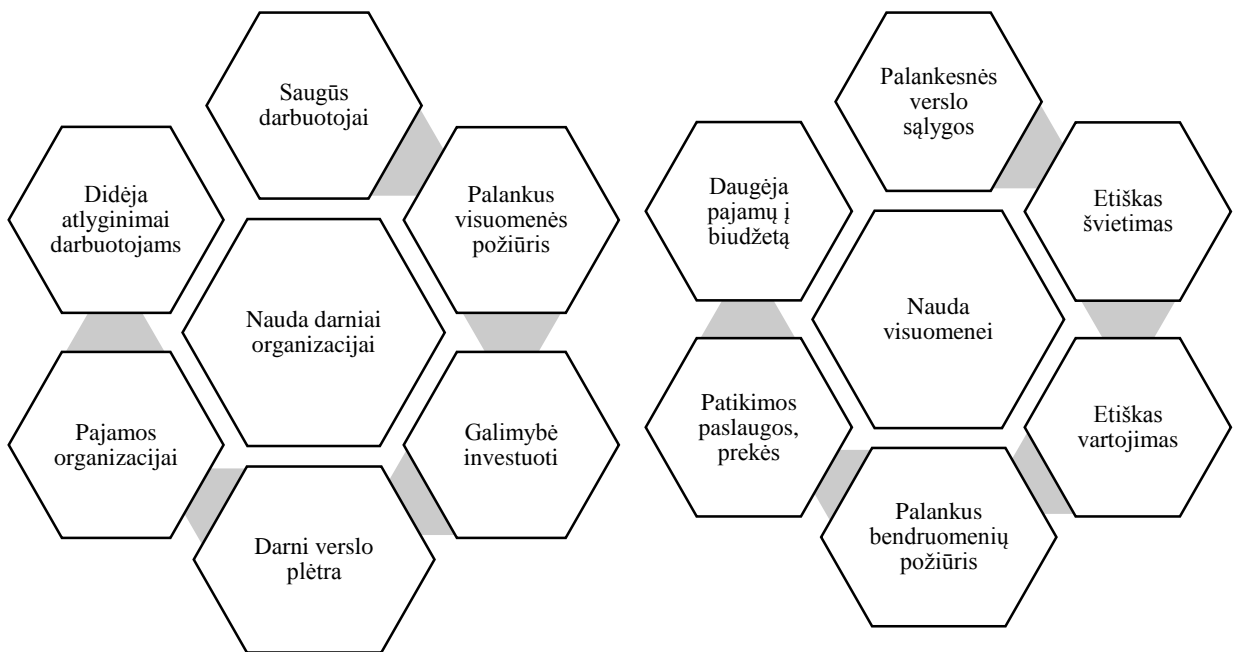 Saugūs
darbuotojai
Palankus
visuomenės
požiūris
Galimybė
investuoti
Darni verslo
plėtra
Pajamos
organizacijai
Didėja
atlyginimai
darbuotojams
Nauda darniai
organizacijai
Palankesnės
verslo
sąlygos
Etiškas
švietimas
Etiškas
vartojimas
Palankus
bendruomenių
požiūris
Patikimos
paslaugos,
prekės
Daugėja
pajamų į
biudžetą
Nauda
visuomenei